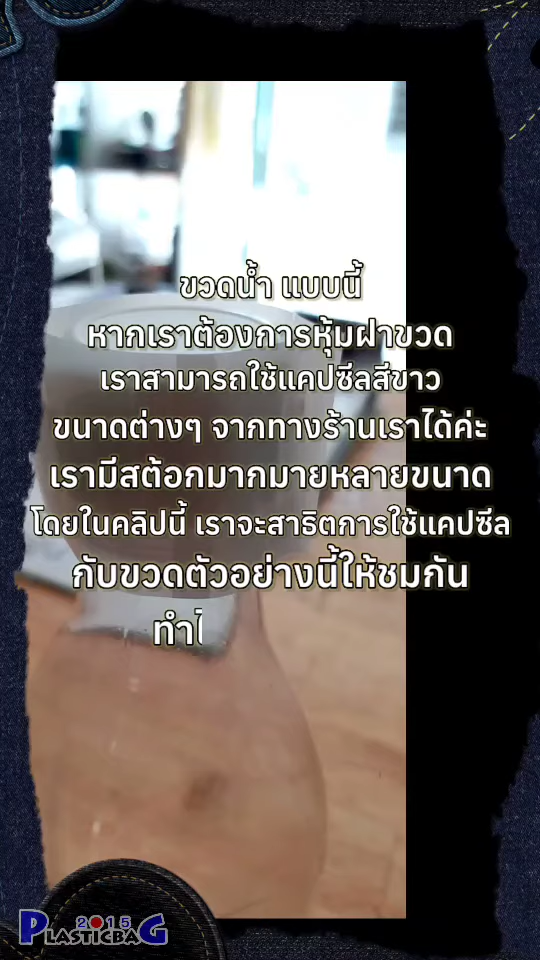 ขวดน้ำ แบบนี้
หากเราต้องการหุ้มฝาขวด
เราสามารถใช้แคปซีลสีขาว
ขนาดต่างๆ จากทางร้านเราได้ค่ะ
เรามีสต้อกมากมายหลายขนาด
โดยในคลิปนี้ เราจะสาธิตการใช้แคปซีล
กับขวดตัวอย่างนี้ให้ชมกัน
ทำ
2015
PLASTICBAG